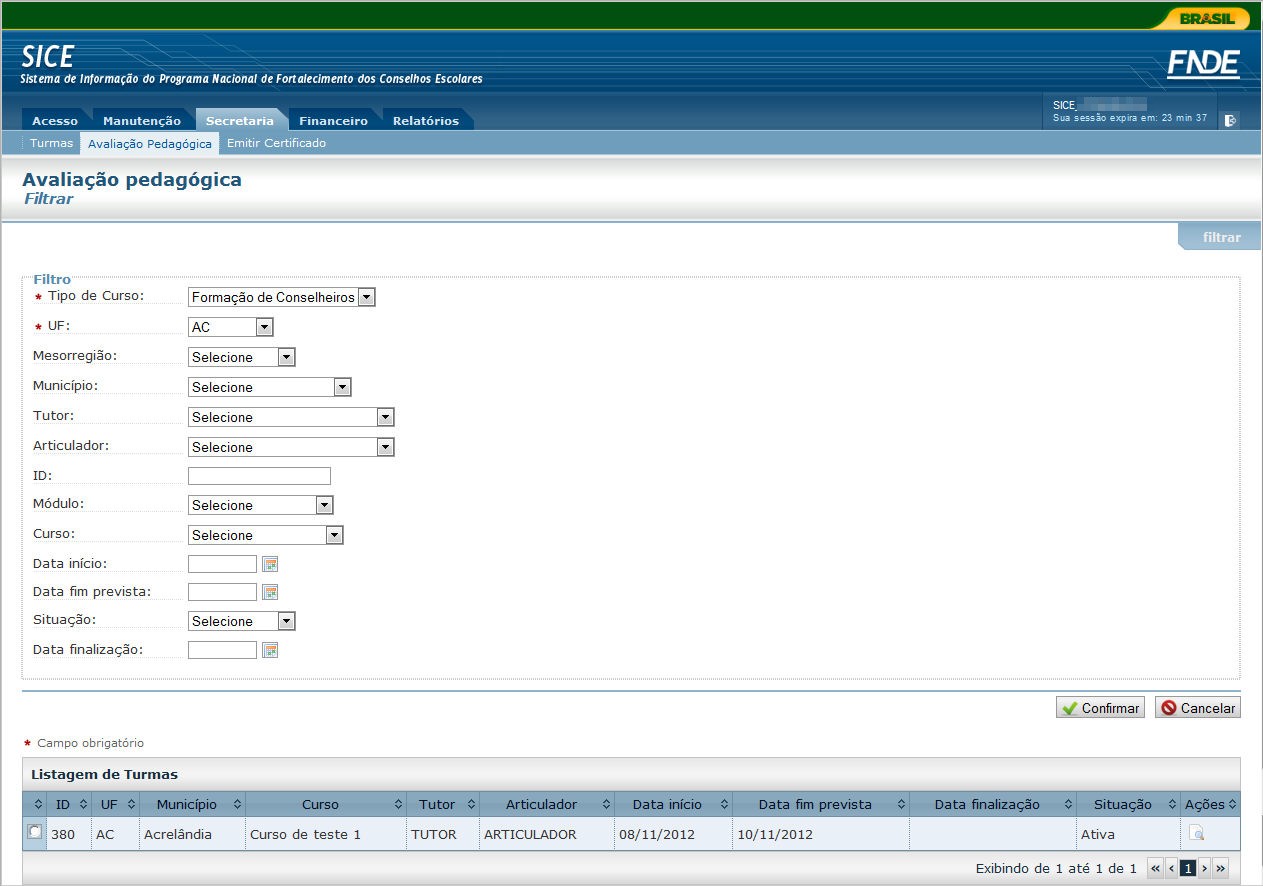 BRASIL
SICE
Sistema de Informação do Programa Nacional de Fortalecimento dos Conselhos Escolares
FNDE
Acesso Manutenção Secretaria Financeiro Relatórios
SICE_
Sua sessão expira em: 23 min 37
Turmas Avaliação Pedagógica Emitir Certificado
Avaliação pedagógica
Filtrar
filtrar
Filtro
* Tipo de Curso: Formação de Conselheiros
* UF: AC
Mesorregião: Selecione
Município: Selecione
Tutor: Selecione
Articulador: Selecione
ID:
Módulo: Selecione
Curso: Selecione
Data início:
Data fim prevista:
Situação: Selecione
Data finalização:
Confirmar Cancelar
* Campo obrigatório
Listagem de Turmas
ID UF Município Curso Tutor Articulador Data início Data fim prevista Data finalização Situação Ações
380 AC Acrelândia Curso de teste 1 TUTOR ARTICULADOR 08/11/2012 10/11/2012 Ativa
Exibindo de 1 até 1 de 1 « ‹ 1 › »